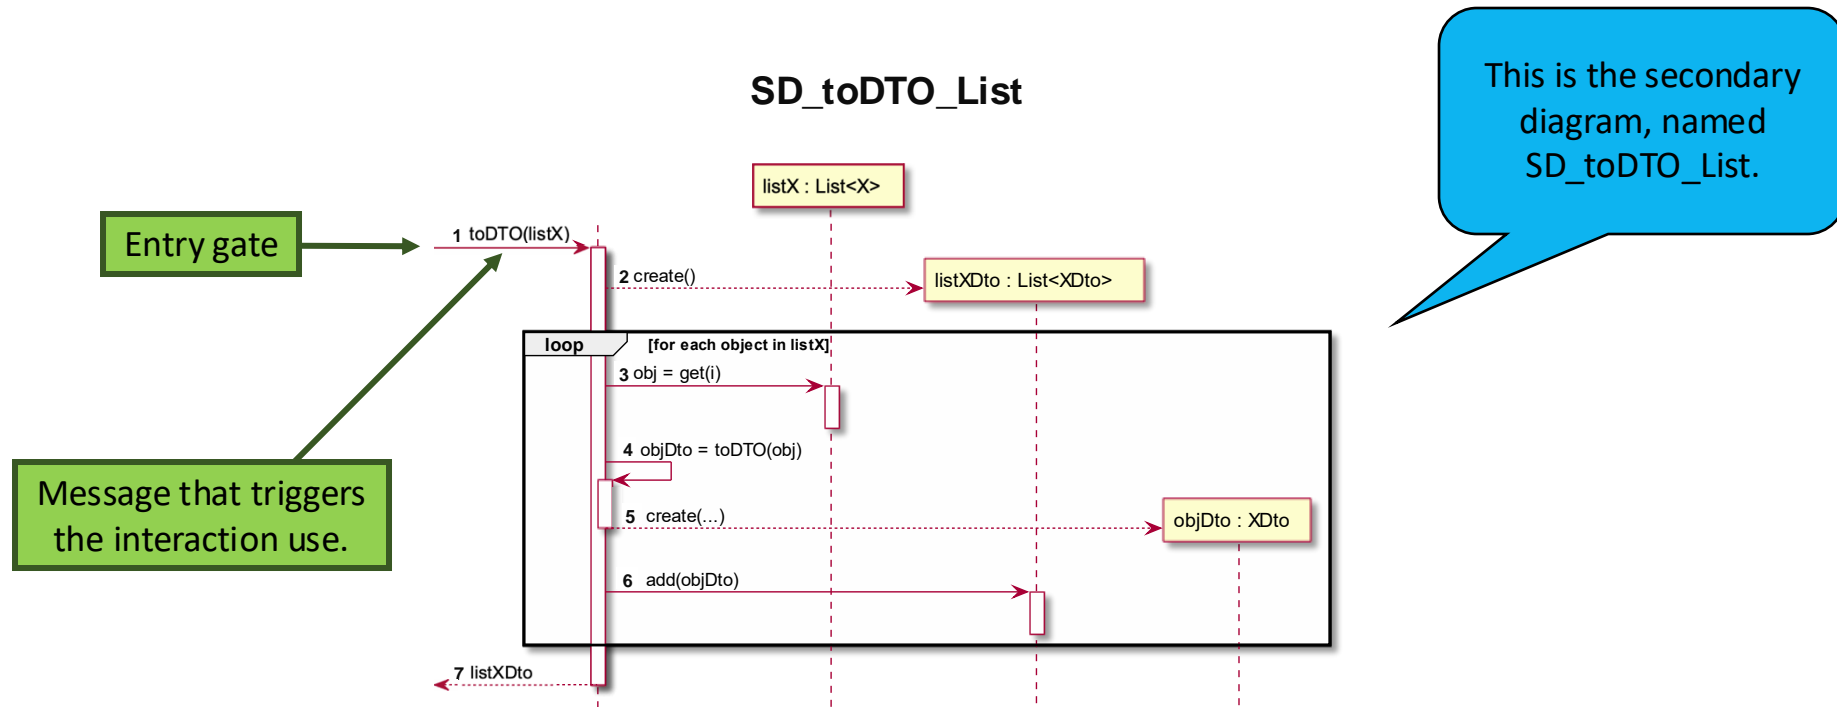 This is the secondary
diagram, named
SD_toDTO_List.
SD_toDTO_List
listX : List<X>
Entry gate
1 toDTO(listX)
2 create()
listXDto : List<XDto>
loop
[for each object in listX]
3 obj = get(i)
4 objDto = toDTO(obj)
Message that triggers
the interaction use.
5 create(...)
objDto : XDto
6 add(objDto)
7 listXDto